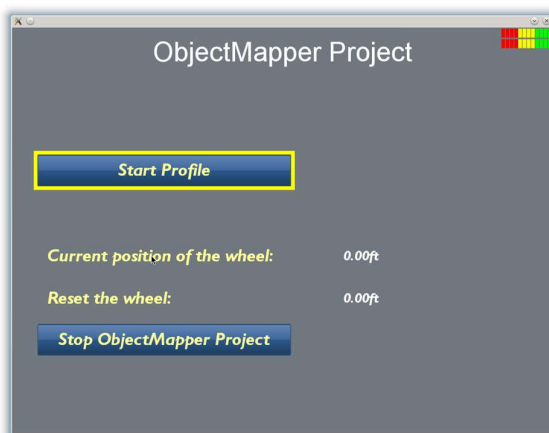 ObjectMapper Project
Start Profile
Current position of the wheel: 0.00ft
Reset the wheel: 0.00ft
Stop ObjectMapper Project